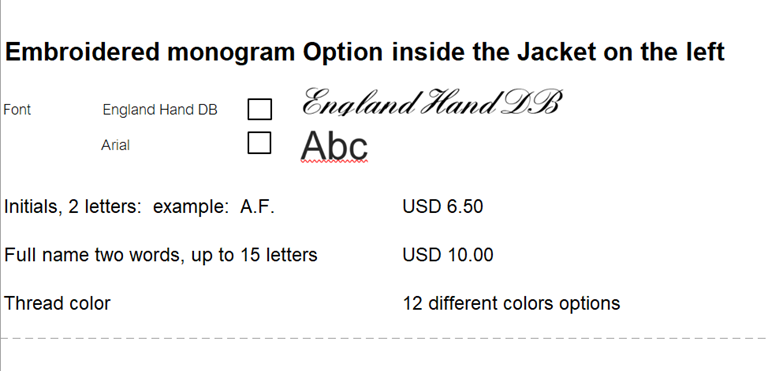 Embroidered monogram Option inside the Jacket on the left
Font England Hand DB England Hand DB
Arial Abc
Initials, 2 letters: example: A.F. USD 6.50
Full name two words, up to 15 letters USD 10.00
Thread color 12 different colors options